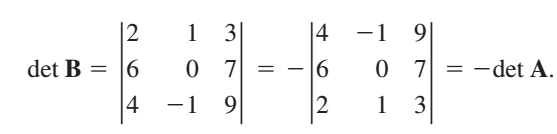 det B = |2 1 3; 6 0 7; 4 −1 9| = −|4 −1 9; 6 0 7; 2 1 3| = −det A.